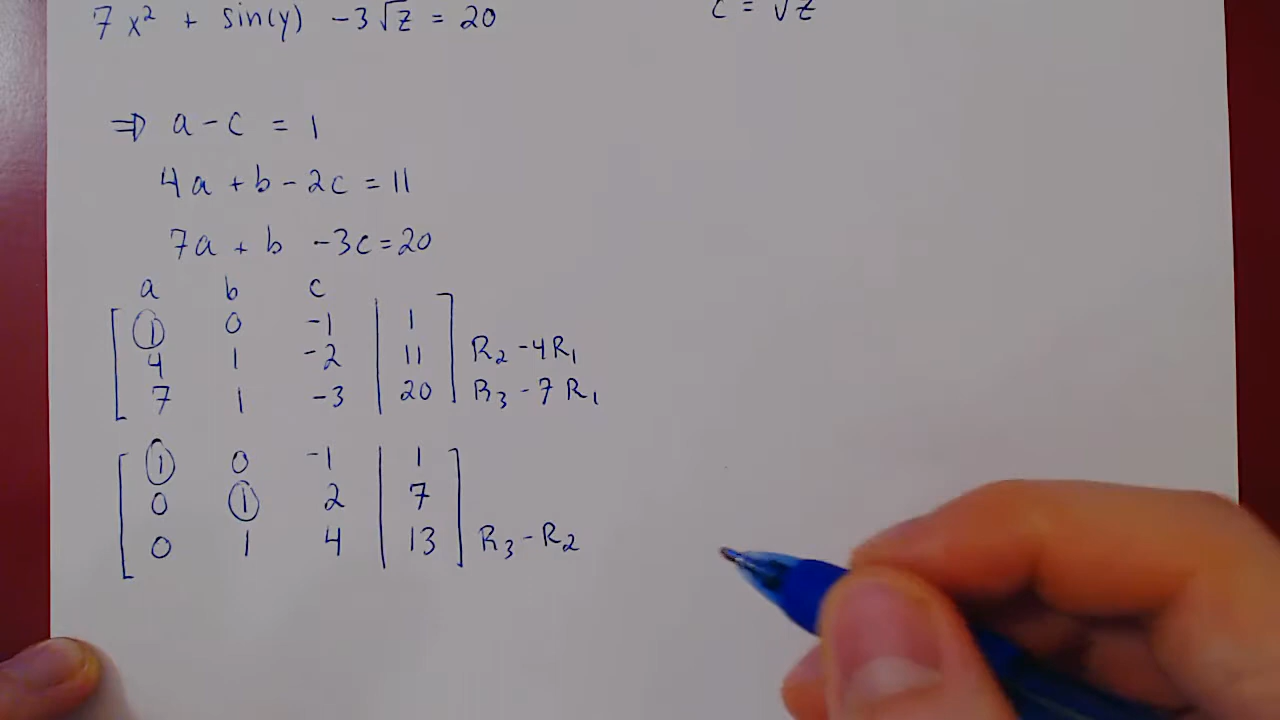 7x² + sin(y) -3√z = 20
c = √z
⇒ a - c = 1
4a + b - 2c = 11
7a + b -3c = 20
a b c
1 0 -1 | 1
4 1 -2 | 11 R₂ -4R₁
7 1 -3 | 20 R₃ -7R₁
1 0 -1 | 1
0 1 2 | 7
0 1 4 | 13 R₃ - R₂